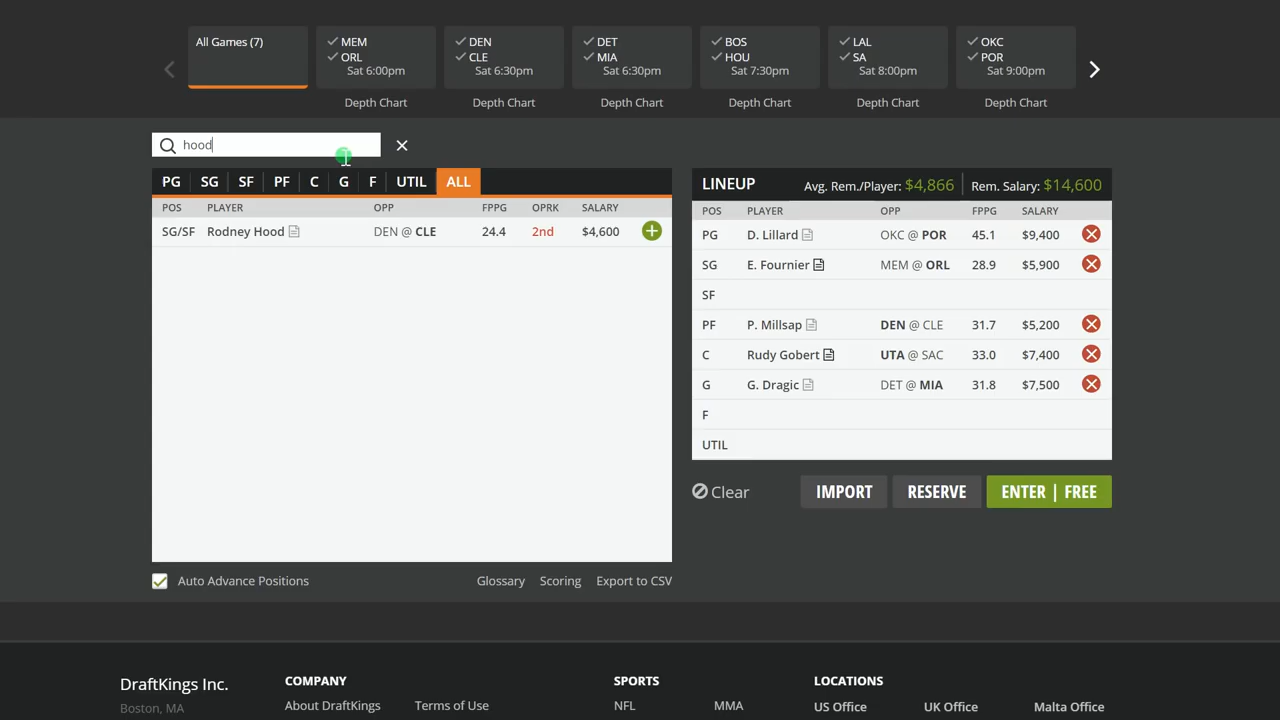 All Games (7)
MEM
ORL
Sat 6:00pm
DEN
CLE
Sat 6:30pm
DET
MIA
Sat 6:30pm
BOS
HOU
Sat 7:30pm
LAL
SA
Sat 8:00pm
OKC
POR
Sat 9:00pm
Depth Chart Depth Chart Depth Chart Depth Chart Depth Chart Depth Chart
hood
PG SG SF PF C G F UTIL ALL
POS PLAYER OPP FPPG OPRK SALARY
SG/SF Rodney Hood DEN @ CLE 24.4 2nd $4,600
Auto Advance Positions Glossary Scoring Export to CSV
LINEUP Avg. Rem./Player: $4,866 Rem. Salary: $14,600
POS PLAYER OPP FPPG SALARY
PG D. Lillard OKC @ POR 45.1 $9,400
SG E. Fournier MEM @ ORL 28.9 $5,900
SF
PF P. Millsap DEN @ CLE 31.7 $5,200
C Rudy Gobert UTA @ SAC 33.0 $7,400
G G. Dragic DET @ MIA 31.8 $7,500
F
UTIL
Clear IMPORT RESERVE ENTER | FREE
DraftKings Inc.
Boston, MA
COMPANY
About DraftKings Terms of Use
SPORTS
NFL MMA
LOCATIONS
US Office UK Office Malta Office